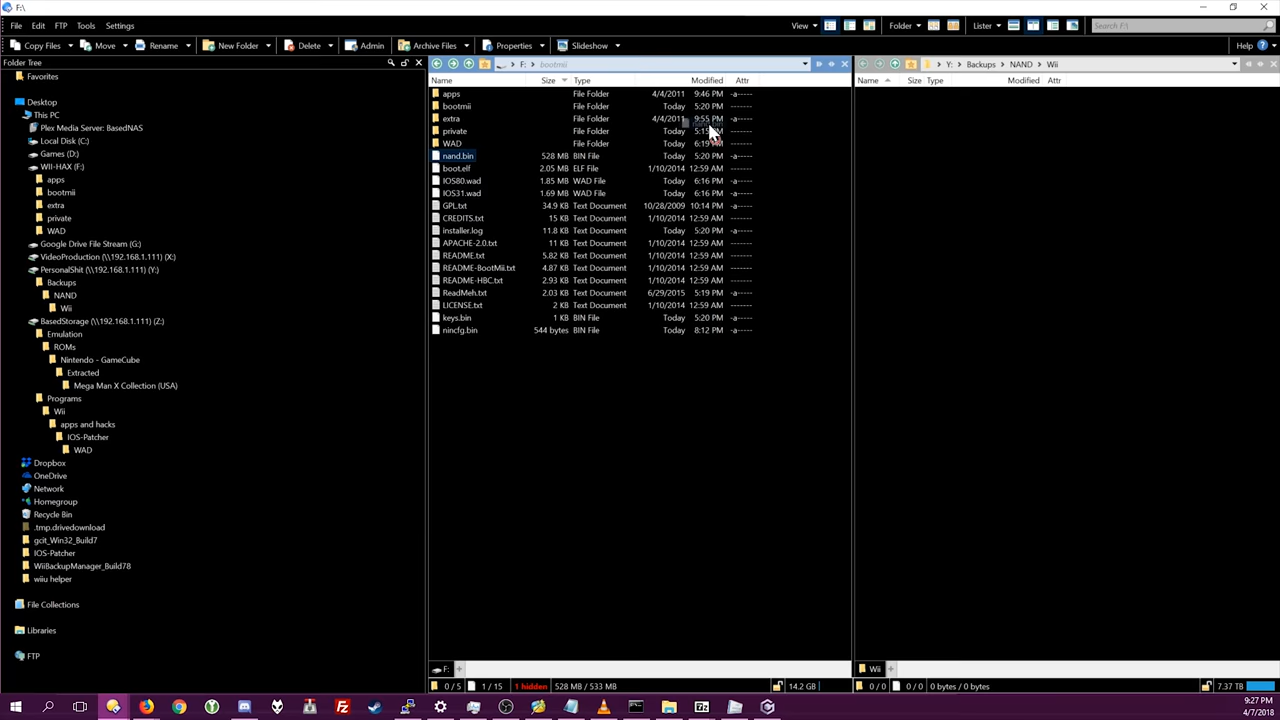 F:\
File Edit FTP Tools Settings View Folder Lister Search F:\
Copy Files Move Rename New Folder Delete Admin Archive Files Properties Slideshow Help
Folder Tree
Favorites
Desktop
This PC
Plex Media Server: BasedNAS
Local Disk (C:)
Games (D:)
WII-HAX (F:)
apps
bootmii
extra
private
WAD
Google Drive File Stream (G:)
VideoProduction (\\192.168.1.111) (X:)
PersonalShit (\\192.168.1.111) (Y:)
Backups
NAND
Wii
BasedStorage (\\192.168.1.111) (Z:)
Emulation
ROMs
Nintendo - GameCube
Extracted
Mega Man X Collection (USA)
Programs
Wii
apps and hacks
IOS-Patcher
WAD
Dropbox
OneDrive
Network
Homegroup
Recycle Bin
.tmp.drivedownload
gcit_Win32_Build7
IOS-Patcher
WiiBackupManager_Build78
wiiu helper
File Collections
Libraries
FTP
F: bootmii
Name Size Type Modified Attr
apps File Folder 4/4/2011 9:46 PM -a-----
bootmii File Folder Today 5:20 PM -------
extra File Folder 4/4/2011 9:55 PM -a-----
private File Folder Today 5:15 PM -------
WAD File Folder Today 6:19 PM -------
nand.bin 528 MB BIN File Today 5:20 PM -a-----
boot.elf 2.05 MB ELF File 1/10/2014 12:59 AM -------
IOS80.wad 1.85 MB WAD File Today 6:16 PM -a-----
IOS31.wad 1.69 MB WAD File Today 6:16 PM -a-----
GPL.txt 34.9 KB Text Document 10/28/2009 10:14 PM -a-----
CREDITS.txt 15 KB Text Document 1/10/2014 12:59 AM -------
installer.log 11.8 KB Text Document Today 5:20 PM -a-----
APACHE-2.0.txt 11 KB Text Document 1/10/2014 12:59 AM -------
README.txt 5.82 KB Text Document 1/10/2014 12:59 AM -------
README-BootMii.txt 4.87 KB Text Document 1/10/2014 12:59 AM -------
README-HBC.txt 2.93 KB Text Document 1/10/2014 12:59 AM -------
ReadMeh.txt 2.03 KB Text Document 6/29/2015 5:19 PM -a-----
LICENSE.txt 2 KB Text Document 1/10/2014 12:59 AM -------
keys.bin 1 KB BIN File Today 5:20 PM -a-----
nincfg.bin 544 bytes BIN File Today 8:12 PM -a-----
F:
0 / 5 1 / 15 1 hidden 528 MB / 533 MB 14.2 GB
Y: Backups NAND Wii
Name Size Type Modified Attr
Wii
0 / 0 0 / 0 0 bytes / 0 bytes 7.37 TB
9:27 PM
4/7/2018